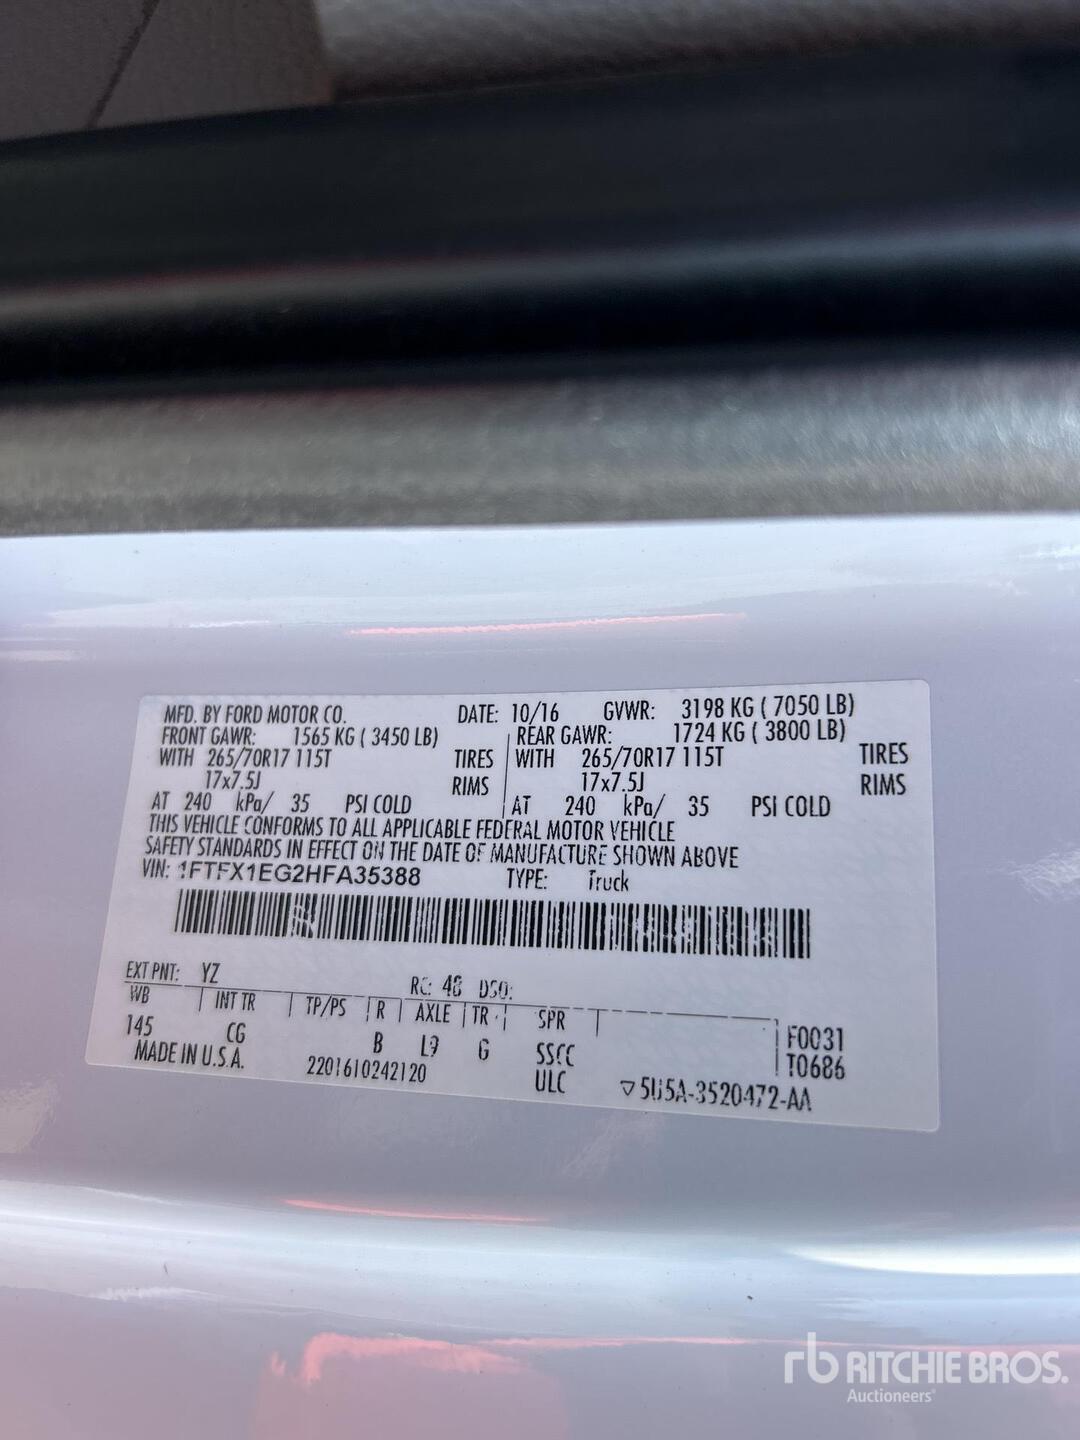 MFD. BY FORD MOTOR CO. DATE: 10/16 GVWR: 3198 KG ( 7050 LB)
FRONT GAWR: 1565 KG ( 3450 LB) REAR GAWR: 1724 KG ( 3800 LB)
WITH 265/70R17 115T TIRES WITH 265/70R17 115T TIRES
17x7.5J RIMS 17x7.5J RIMS
AT 240 kPa/ 35 PSI COLD AT 240 kPa/ 35 PSI COLD
THIS VEHICLE CONFORMS TO ALL APPLICABLE FEDERAL MOTOR VEHICLE
SAFETY STANDARDS IN EFFECT ON THE DATE OF MANUFACTURE SHOWN ABOVE
VIN: 1FTFX1EG2HFA35388 TYPE: Truck
EXT PNT: YZ RC: 48 DSO:
WB INT TR TP/PS R AXLE TR SPR F0031
145 CG B L9 G SSCC T0686
MADE IN U.S.A. 2201610242120 ULC ▽5U5A-3520472-AA
rb RITCHIE BROS.
Auctioneers